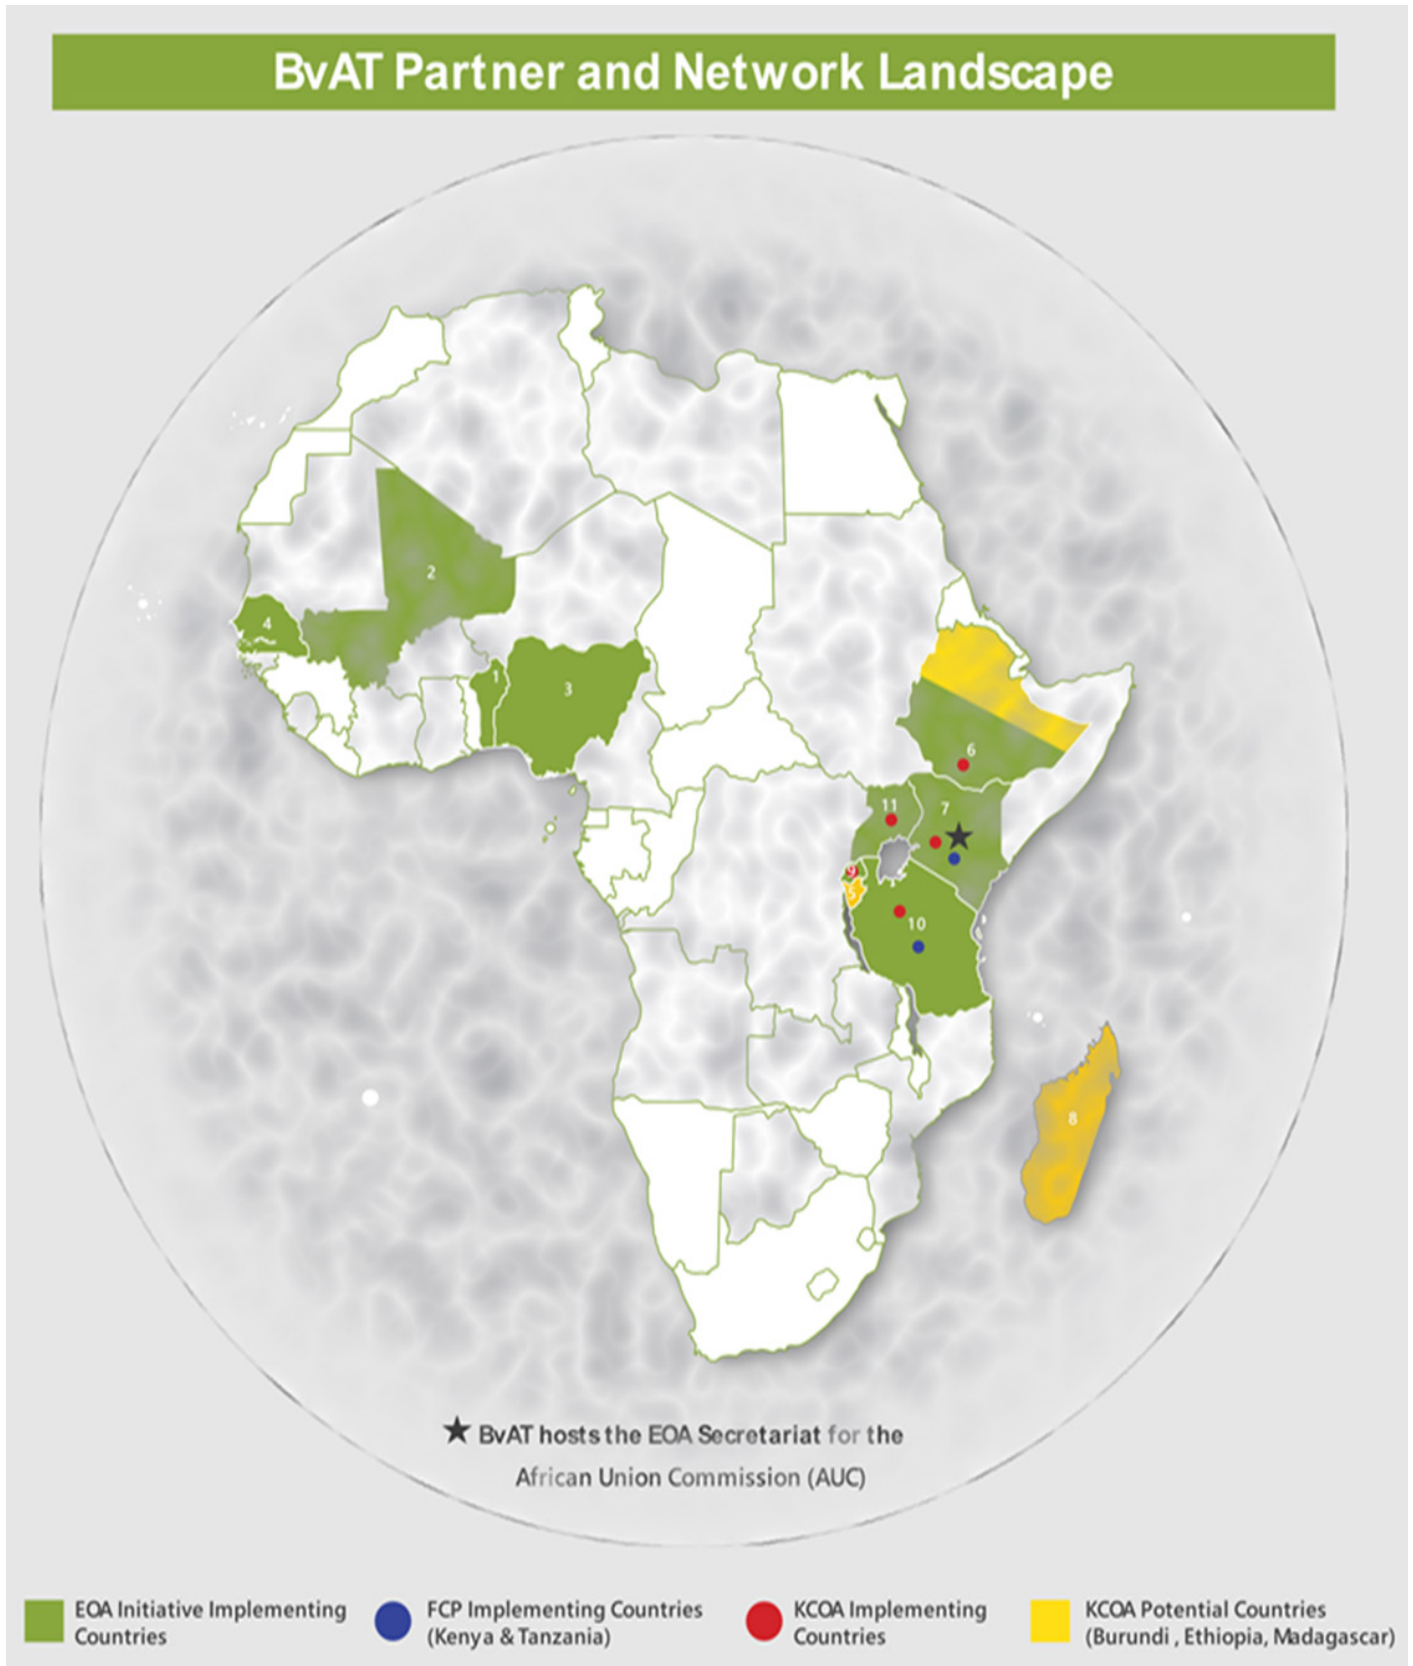 BvAT Partner and Network Landscape
2
4
1
3
6
11
7
9
5
10
8
★ BvAT hosts the EOA Secretariat for the
African Union Commission (AUC)
EOA Initiative Implementing
Countries
FCP Implementing Countries
(Kenya & Tanzania)
KCOA Implementing
Countries
KCOA Potential Countries
(Burundi , Ethiopia, Madagascar)